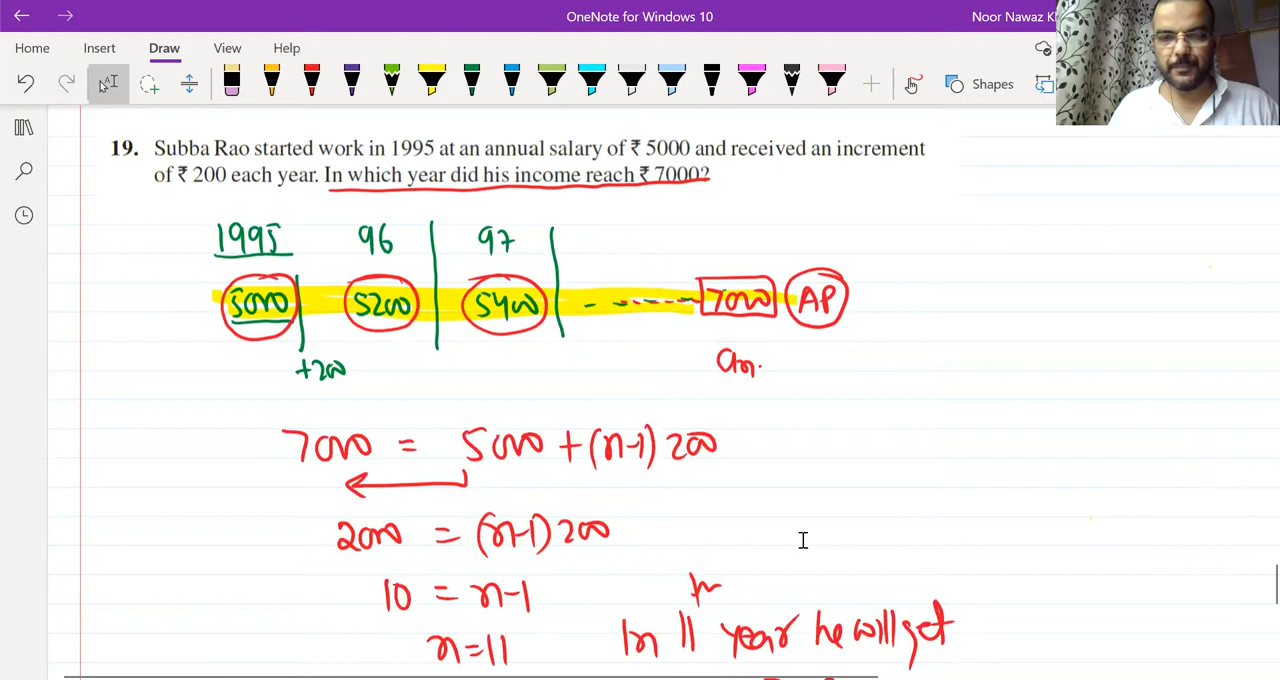 OneNote for Windows 10
Noor Nawaz K
Home Insert Draw View Help
Shapes
19. Subba Rao started work in 1995 at an annual salary of ₹ 5000 and received an increment
of ₹ 200 each year. In which year did his income reach ₹ 7000?
1995 96 97
5000 5200 5400 - ------ 7000 AP
+200 an.
7000 = 5000 + (n-1) 200
2000 = (n-1) 200
10 = n-1
n=11
In 11th year he will get